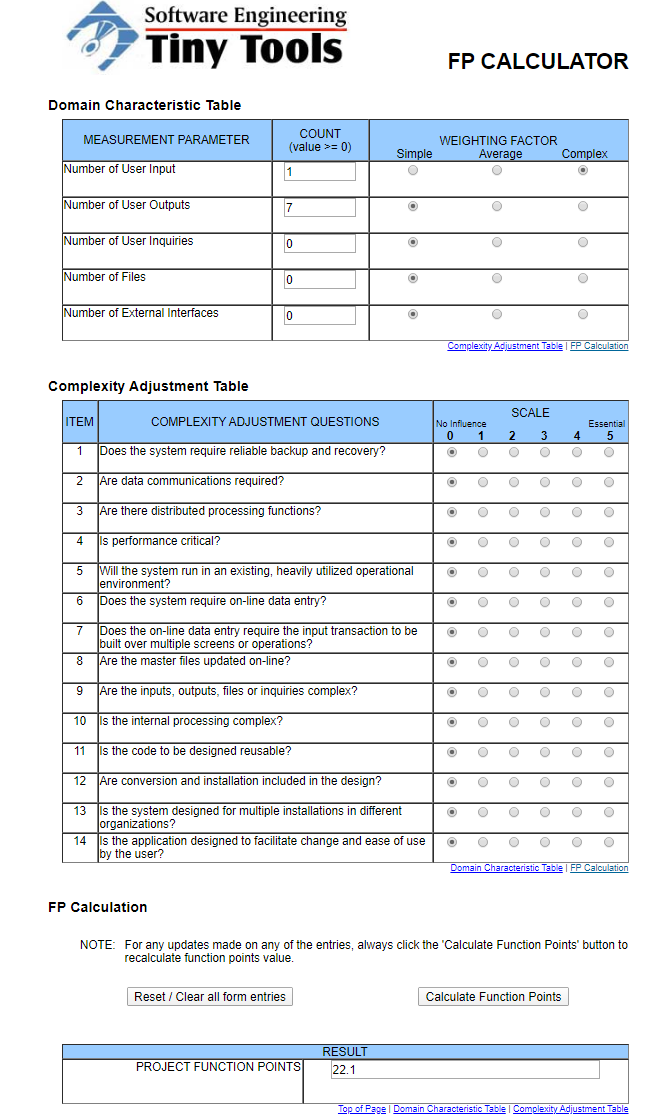 Software Engineering
Tiny Tools
FP CALCULATOR
Domain Characteristic Table
MEASUREMENT PARAMETER
COUNT
(value >= 0)
WEIGHTING FACTOR
Simple Average Complex
Number of User Input
1
Number of User Outputs
7
Number of User Inquiries
0
Number of Files
0
Number of External Interfaces
0
Complexity Adjustment Table | FP Calculation
Complexity Adjustment Table
ITEM
COMPLEXITY ADJUSTMENT QUESTIONS
SCALE
No Influence Essential
0 1 2 3 4 5
1 Does the system require reliable backup and recovery?
2 Are data communications required?
3 Are there distributed processing functions?
4 Is performance critical?
5 Will the system run in an existing, heavily utilized operational
environment?
6 Does the system require on-line data entry?
7 Does the on-line data entry require the input transaction to be
built over multiple screens or operations?
8 Are the master files updated on-line?
9 Are the inputs, outputs, files or inquiries complex?
10 Is the internal processing complex?
11 Is the code to be designed reusable?
12 Are conversion and installation included in the design?
13 Is the system designed for multiple installations in different
organizations?
14 Is the application designed to facilitate change and ease of use
by the user?
Domain Characteristic Table | FP Calculation
FP Calculation
NOTE: For any updates made on any of the entries, always click the 'Calculate Function Points' button to
recalculate function points value.
Reset / Clear all form entries
Calculate Function Points
RESULT
PROJECT FUNCTION POINTS
22.1
Top of Page | Domain Characteristic Table | Complexity Adjustment Table